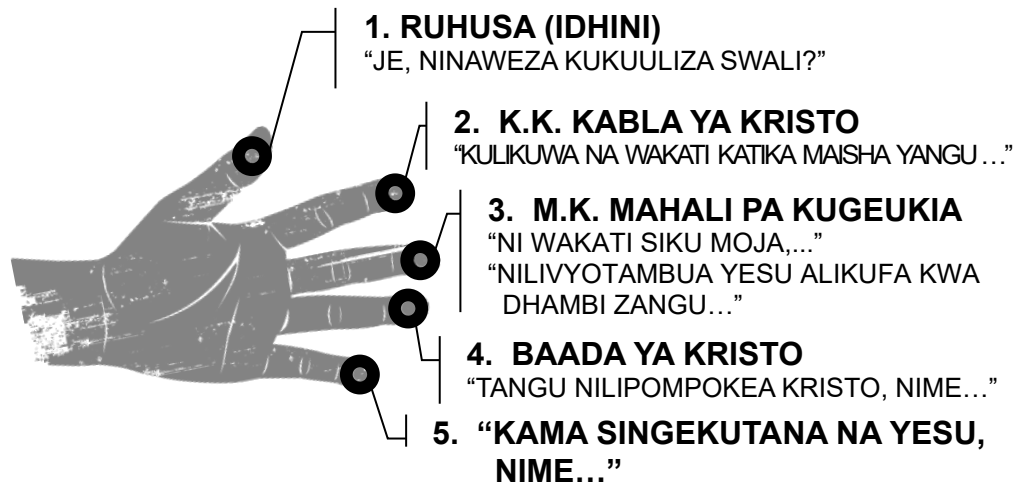 1. RUHUSA (IDHINI)
“JE, NINAWEZA KUKUULIZA SWALI?”
2. K.K. KABLA YA KRISTO
“KULIKUWA NA WAKATI KATIKA MAISHA YANGU…”
3. M.K. MAHALI PA KUGEUKIA
“NI WAKATI SIKU MOJA,...”
“NILIVYOTAMBUA YESU ALIKUFA KWA
DHAMBI ZANGU…”
4. BAADA YA KRISTO
“TANGU NILIPOMPOKEA KRISTO, NIME…”
5. “KAMA SINGEKUTANA NA YESU,
NIME…”